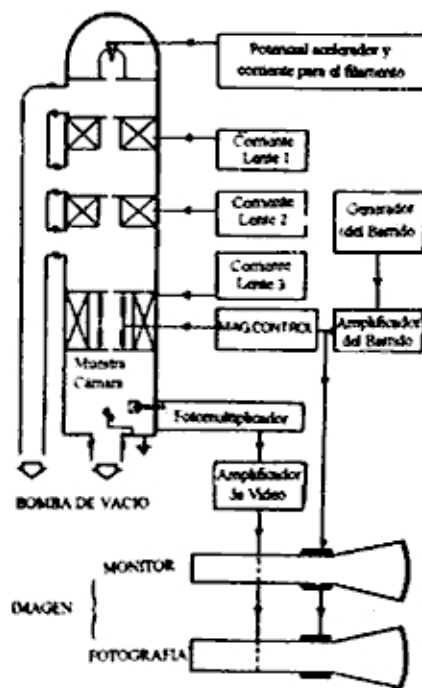 Potencial acelerador y
corriente para el filamento
Corriente
Lente 1
Corriente
Lente 2
Generador
del Barrido
Corriente
Lente 3
MAG.CONTROL
Amplificador
del Barrido
Muestra
Cámara
Fotomultiplicador
Amplificador
de Video
BOMBA DE VACIO
MONITOR
IMAGEN
FOTOGRAFIA